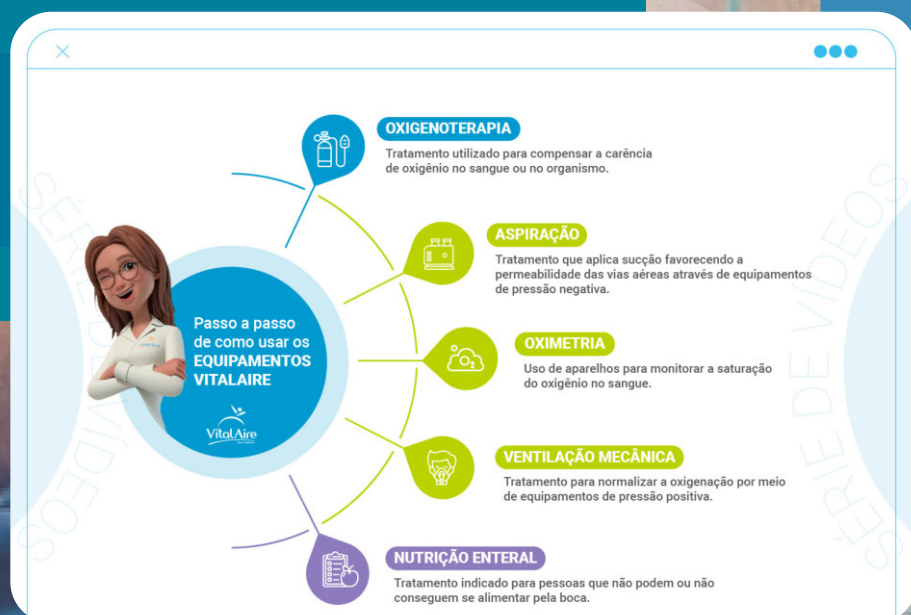 OXIGENOTERAPIA
Tratamento utilizado para compensar a carência
de oxigênio no sangue ou no organismo.
ASPIRAÇÃO
Tratamento que aplica sucção favorecendo a
permeabilidade das vias aéreas através de equipamentos
de pressão negativa.
Passo a passo
de como usar os
EQUIPAMENTOS
VITALAIRE
VitalAire
OXIMETRIA
Uso de aparelhos para monitorar a saturação
do oxigênio no sangue.
O2
VENTILAÇÃO MECÂNICA
Tratamento para normalizar a oxigenação por meio
de equipamentos de pressão positiva.
NUTRIÇÃO ENTERAL
Tratamento indicado para pessoas que não podem ou não
conseguem se alimentar pela boca.
SÉRIE DE VÍDEOS
SÉRIE DE VÍDEOS